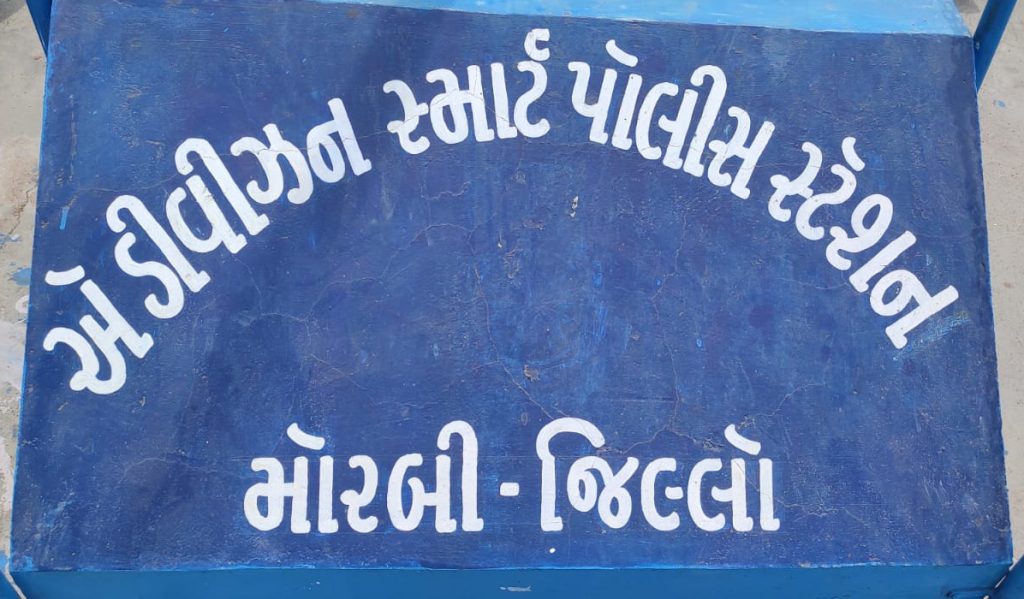 એ ડીવીઝન સ્માર્ટ પોલીસ સ્ટેશન
મોરબી - જિલ્લો